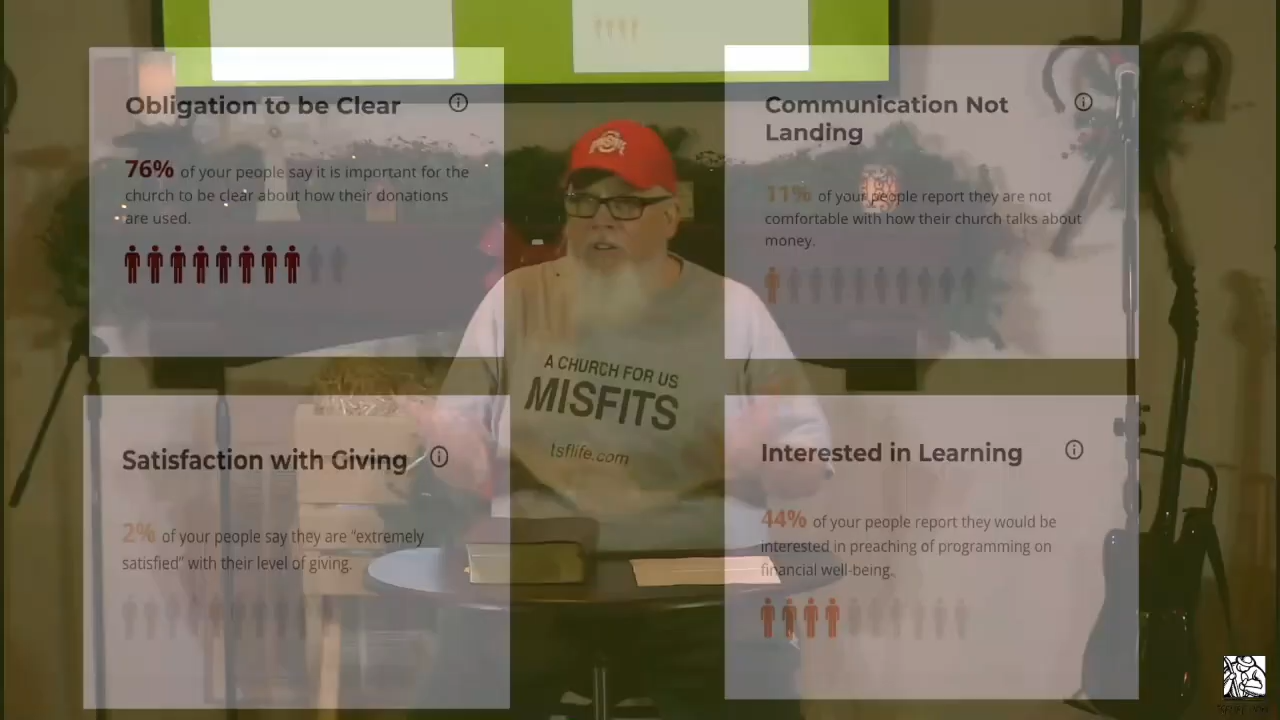 Obligation to be Clear
76% of your people say it is important for the
church to be clear about how their donations
are used.
Communication Not
Landing
11% of your people report they are not
comfortable with how their church talks about
money.
A CHURCH FOR US
MISFITS
tsflife.com
Satisfaction with Giving
2% of your people say they are “extremely
satisfied” with their level of giving.
Interested in Learning
44% of your people report they would be
interested in preaching of programming on
financial well-being.